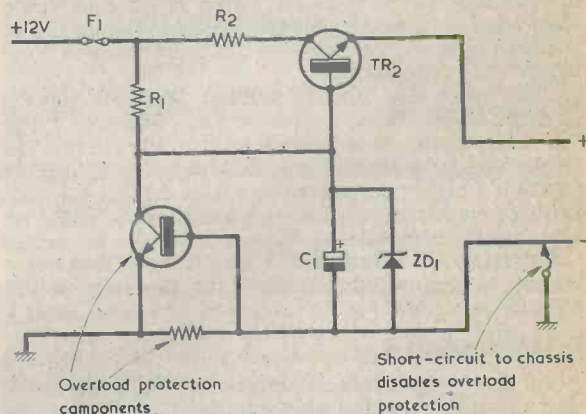 +12V
F1
R2
TR2
R1
+
+
C1
ZD1
−
Overload protection
components
Short-circuit to chassis
disables overload
protection